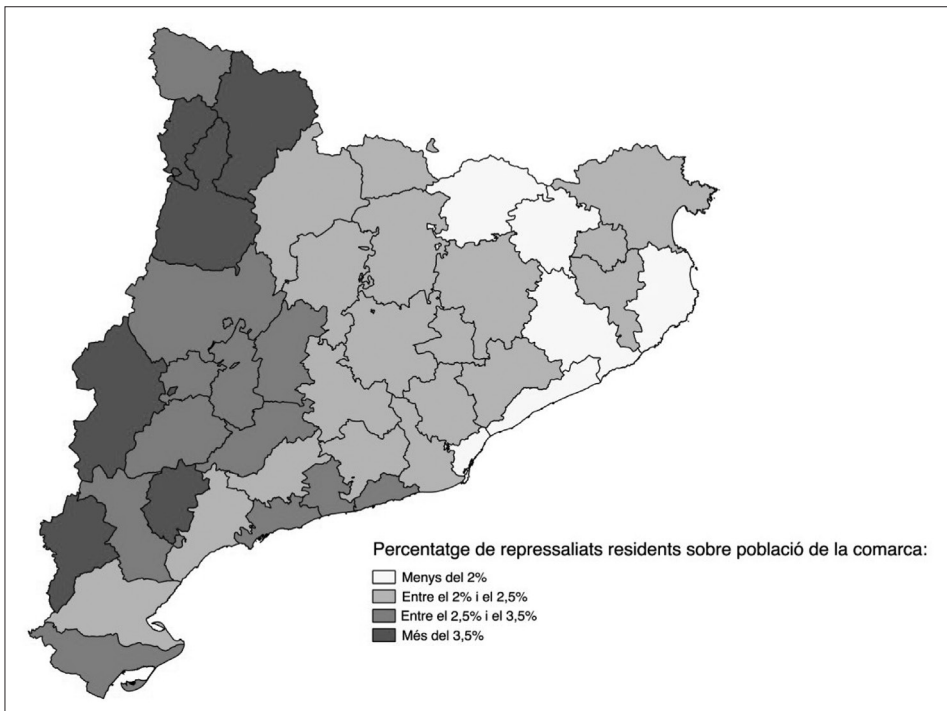 Percentatge de repressaliats residents sobre població de la comarca:
Menys del 2%
Entre el 2% i el 2,5%
Entre el 2,5% i el 3,5%
Més del 3,5%